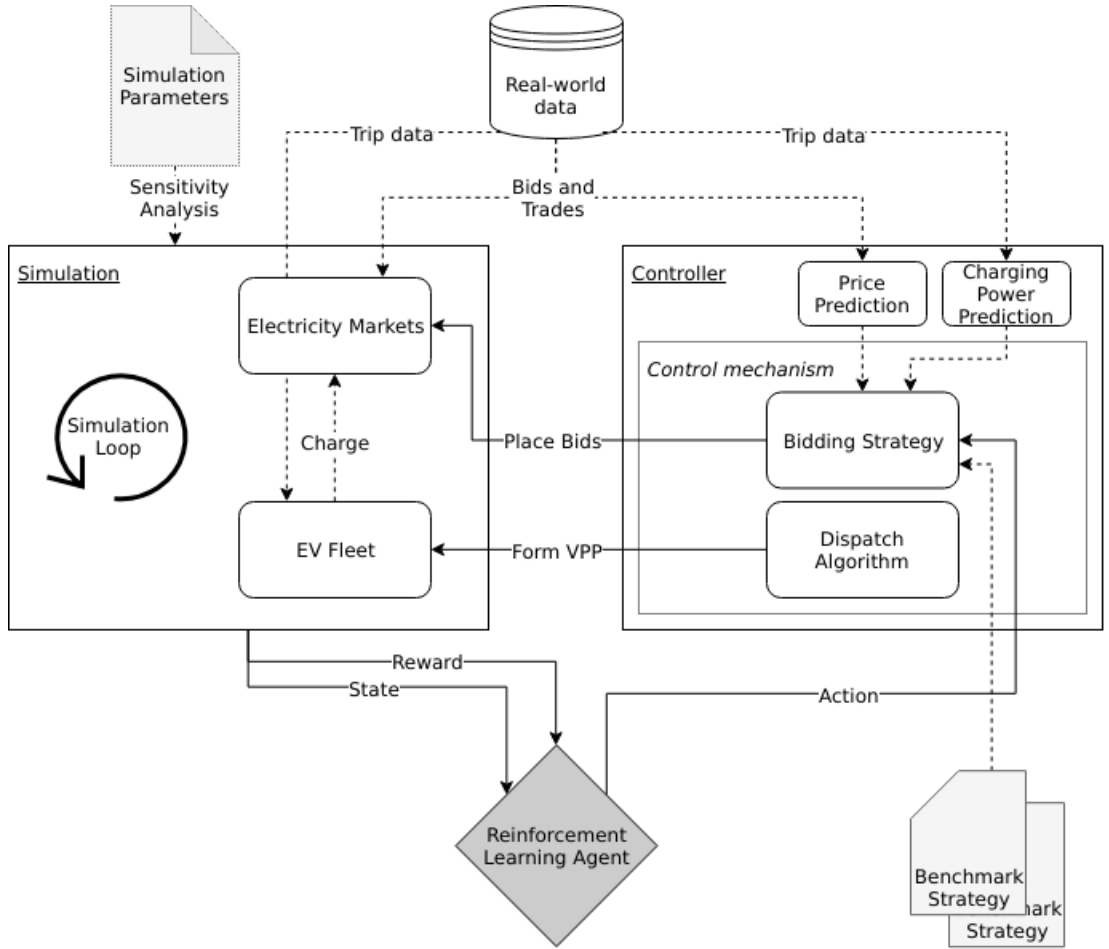 Simulation
Parameters
Real-world
data
Trip data
Trip data
Sensitivity
Analysis
Bids and
Trades
Simulation
Controller
Electricity Markets
Price
Prediction
Charging
Power
Prediction
Control mechanism
Simulation
Loop
Charge
Place Bids
Bidding Strategy
EV Fleet
Form VPP
Dispatch
Algorithm
Reward
State
Action
Reinforcement
Learning Agent
Benchmark
Strategy
mark
Strategy